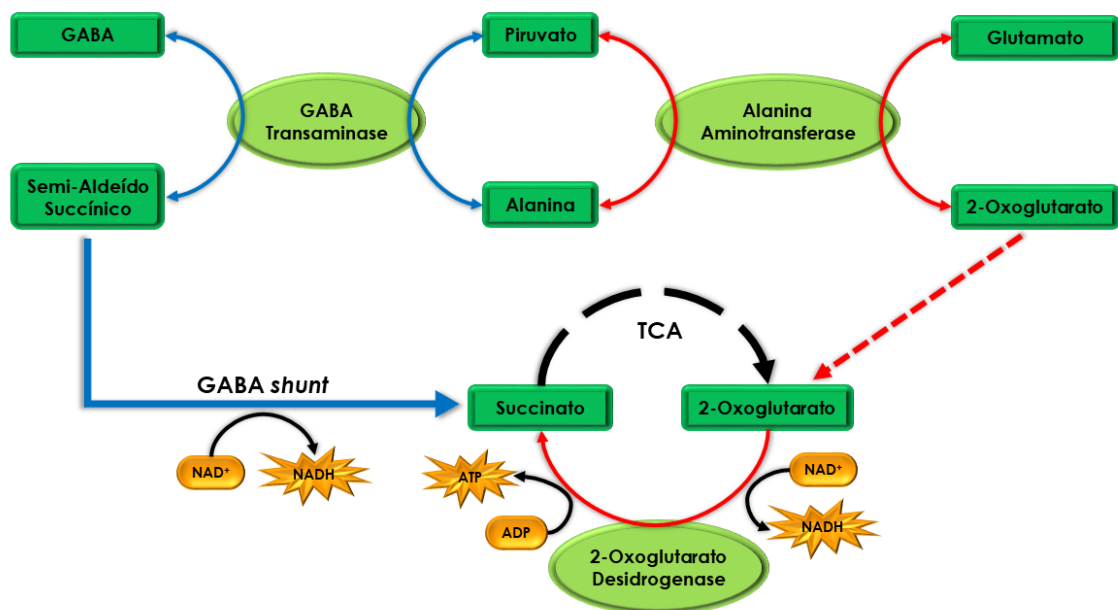 GABA
Piruvato
Glutamato
GABA
Transaminase
Alanina
Aminotransferase
Semi-Aldeído
Succínico
Alanina
2-Oxoglutarato
TCA
GABA shunt
Succinato
2-Oxoglutarato
NAD⁺
NADH
ATP
NAD⁺
ADP
NADH
2-Oxoglutarato
Desidrogenase